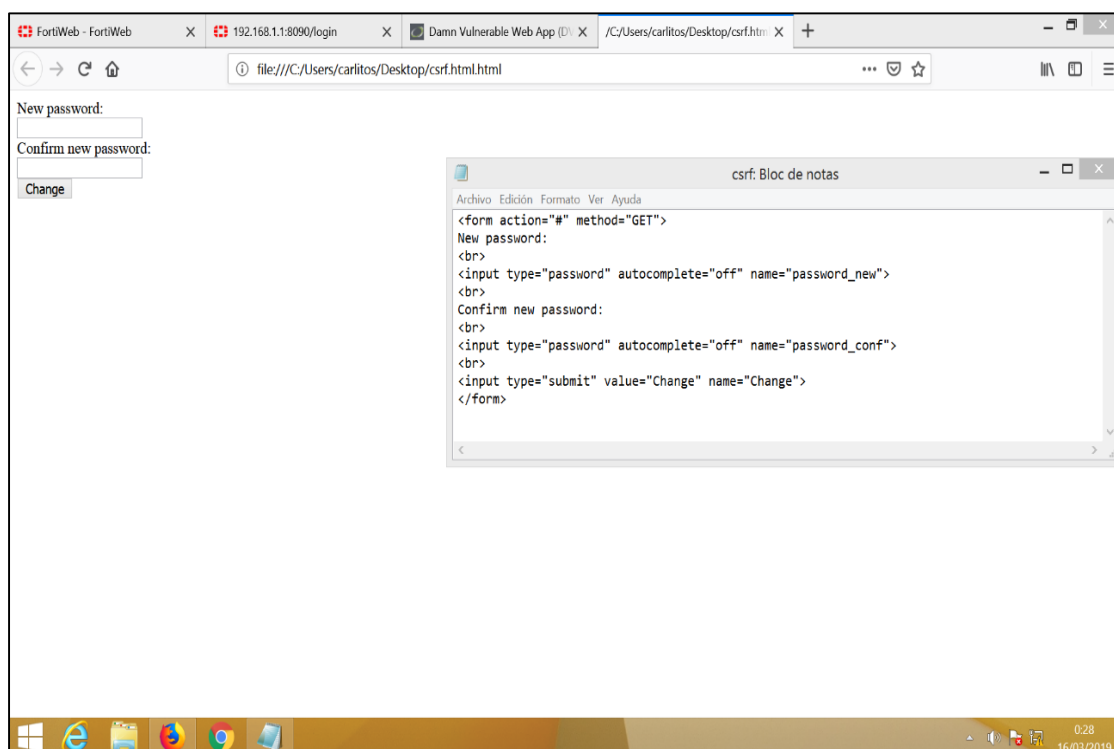 FortiWeb - FortiWeb
192.168.1.1:8090/login
Damn Vulnerable Web App (DV
/C:/Users/carlitos/Desktop/csrf.htm
file:///C:/Users/carlitos/Desktop/csrf.html.html
New password:
Confirm new password:
Change
csrf: Bloc de notas
Archivo Edición Formato Ver Ayuda
<form action="#" method="GET">
New password:
<br>
<input type="password" autocomplete="off" name="password_new">
<br>
Confirm new password:
<br>
<input type="password" autocomplete="off" name="password_conf">
<br>
<input type="submit" value="Change" name="Change">
</form>
0:28
16/03/2019